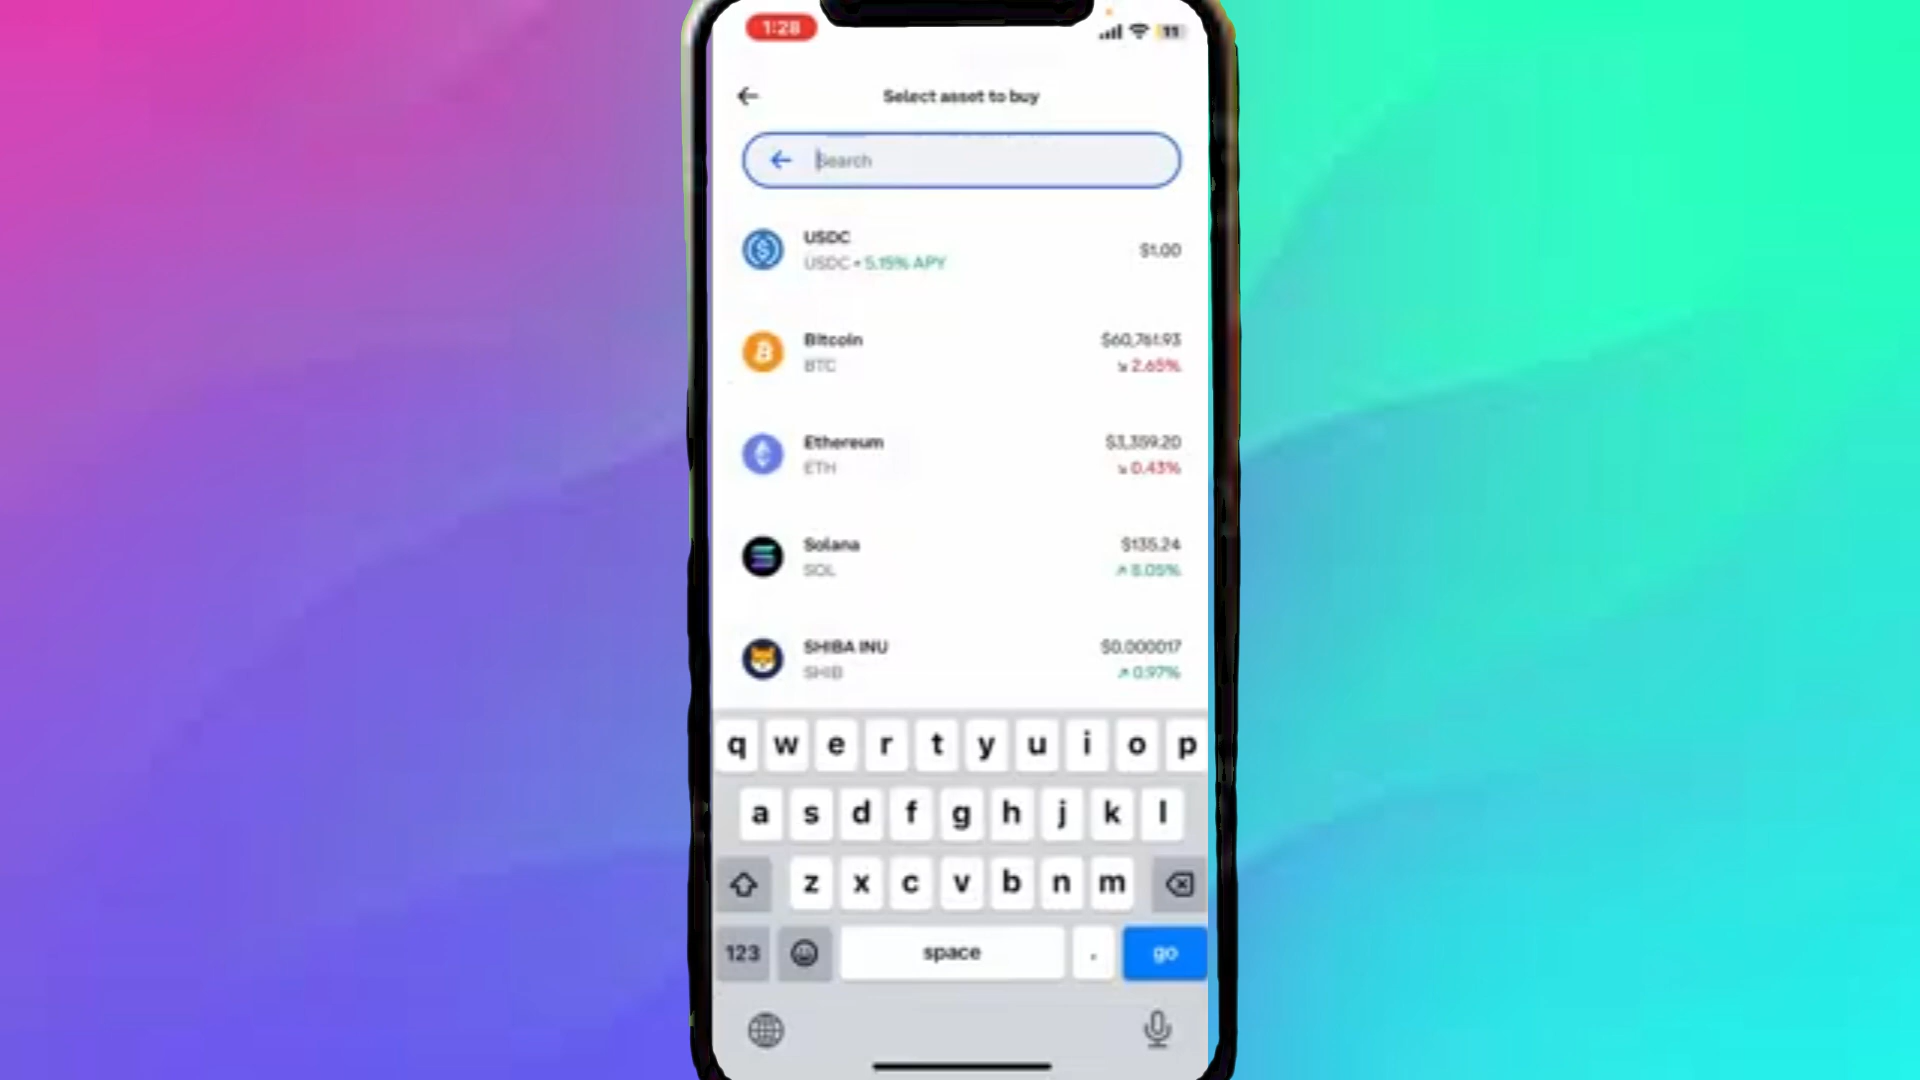 1:28
11
Select asset to buy
Search
USDC
$1.00
USDC • 5.15% APY
Bitcoin
$60,761.93
BTC
↘ 2.65%
Ethereum
$3,359.20
ETH
↘ 0.43%
Solana
$135.24
SOL
SHIBA INU
$0.000017
SHIB
↗ 0.97%
q w e r t y u i o p
a s d f g h j k l
z x c v b n m
123
space
.
go